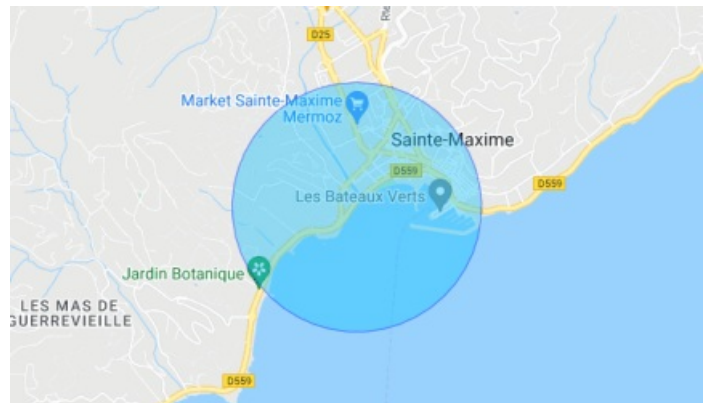 D25
Market Sainte-Maxime
Mermoz
Sainte-Maxime
D559
D559
Les Bateaux Verts
Jardin Botanique
LES MAS DE
GUERREVIEILLE
D559